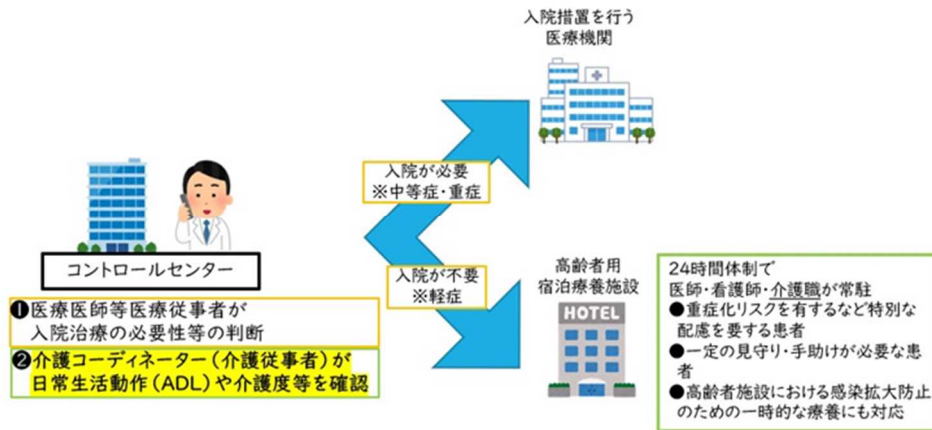 入院措置を行う
医療機関
入院が必要
※中等症・重症
コントロールセンター
❶医療医師等医療従事者が
入院治療の必要性等の判断
❷介護コーディネーター(介護従事者)が
日常生活動作(ADL)や介護度等を確認
入院が不要
※軽症
高齢者用
宿泊療養施設
HOTEL
24時間体制で
医師・看護師・介護職が常駐
●重症化リスクを有するなど特別な
配慮を要する患者
●一定の見守り・手助けが必要な患
者
●高齢者施設における感染拡大防止
のための一時的な療養にも対応